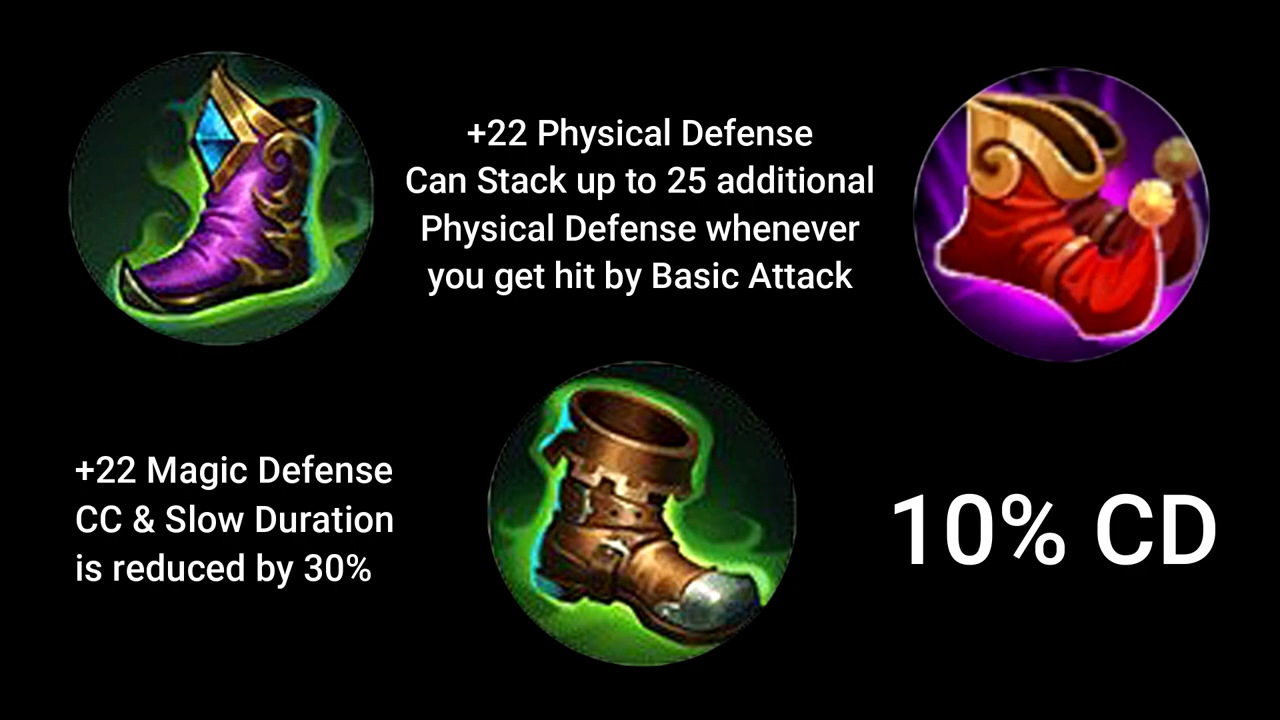 +22 Physical Defense
Can Stack up to 25 additional
Physical Defense whenever
you get hit by Basic Attack
+22 Magic Defense
CC & Slow Duration
is reduced by 30%
10% CD